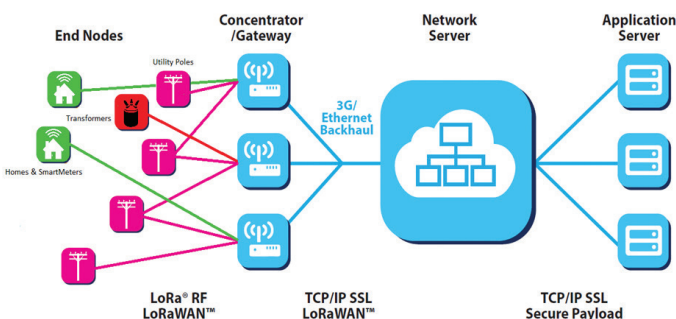 End Nodes
Concentrator
/Gateway
Network
Server
Application
Server
Utility Poles
Transformers
Homes & SmartMeters
3G/
Ethernet
Backhaul
LoRa® RF
LoRaWAN™
TCP/IP SSL
LoRaWAN™
TCP/IP SSL
Secure Payload